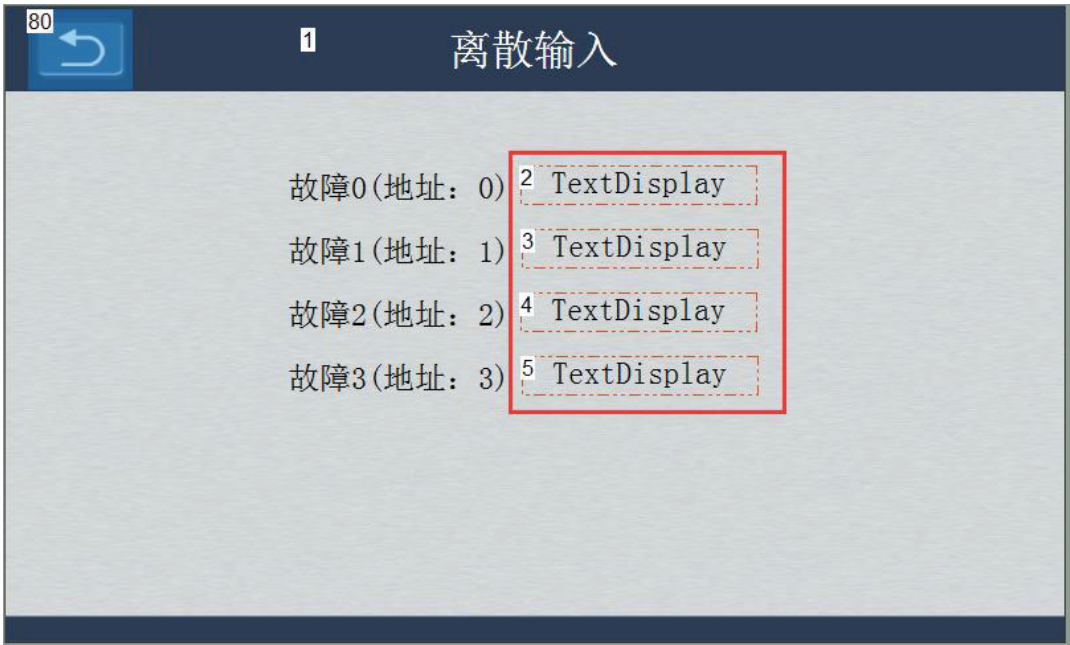 80
1 离散输入
故障0(地址：0) 2 TextDisplay
故障1(地址：1) 3 TextDisplay
故障2(地址：2) 4 TextDisplay
故障3(地址：3) 5 TextDisplay